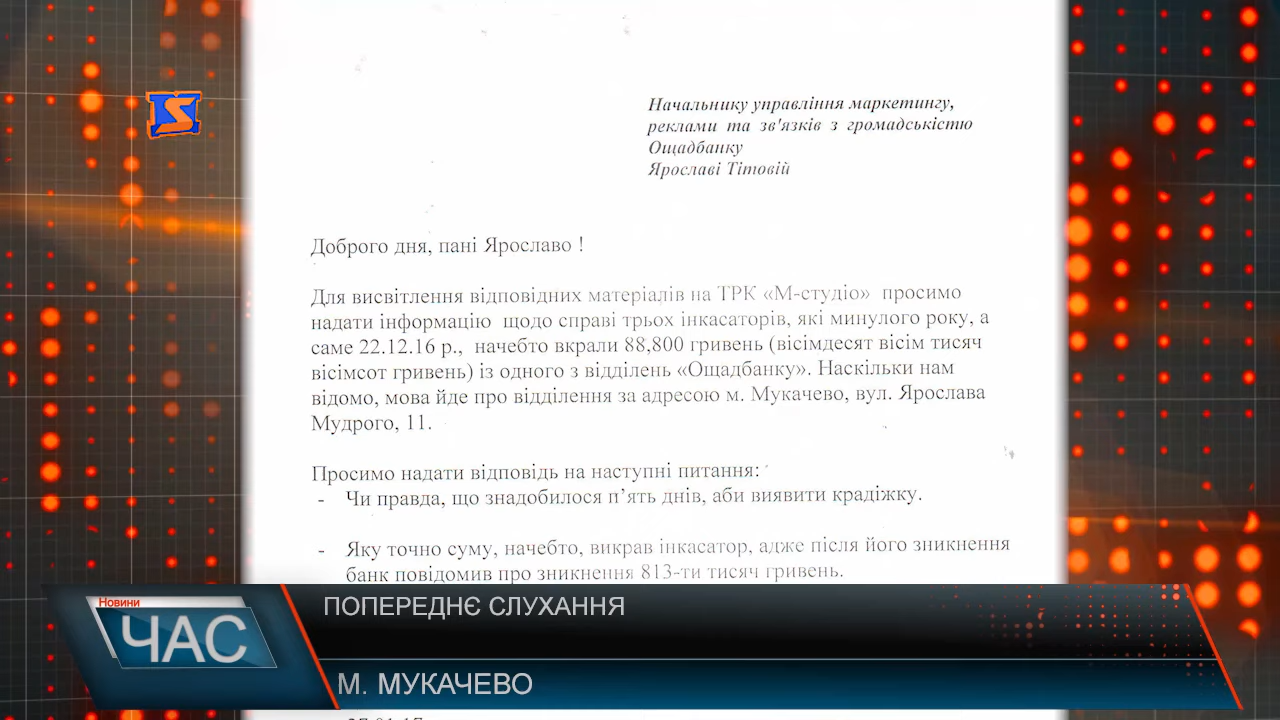 Начальнику управління маркетингу,
реклами та зв'язків з громадськістю
Ощадбанку
Ярославі Тітовій
Доброго дня, пані Ярославо !
Для висвітлення відповідних матеріалів на ТРК «М-студіо» просимо
надати інформацію щодо справі трьох інкасаторів, які минулого року, а
саме 22.12.16 р., начебто вкрали 88,800 гривень (вісімдесят вісім тисяч
вісімсот гривень) із одного з відділень «Ощадбанку». Наскільки нам
відомо, мова йде про відділення за адресою м. Мукачево, вул. Ярослава
Мудрого, 11.
Просимо надати відповідь на наступні питання:
- Чи правда, що знадобилося п’ять днів, аби виявити крадіжку.
- Яку точно суму, начебто, викрав інкасатор, адже після його зникнення
банк повідомив про зникнення 813-ти тисяч гривень.
Новини
ЧАС
ПОПЕРЕДНЄ СЛУХАННЯ
М. МУКАЧЕВО